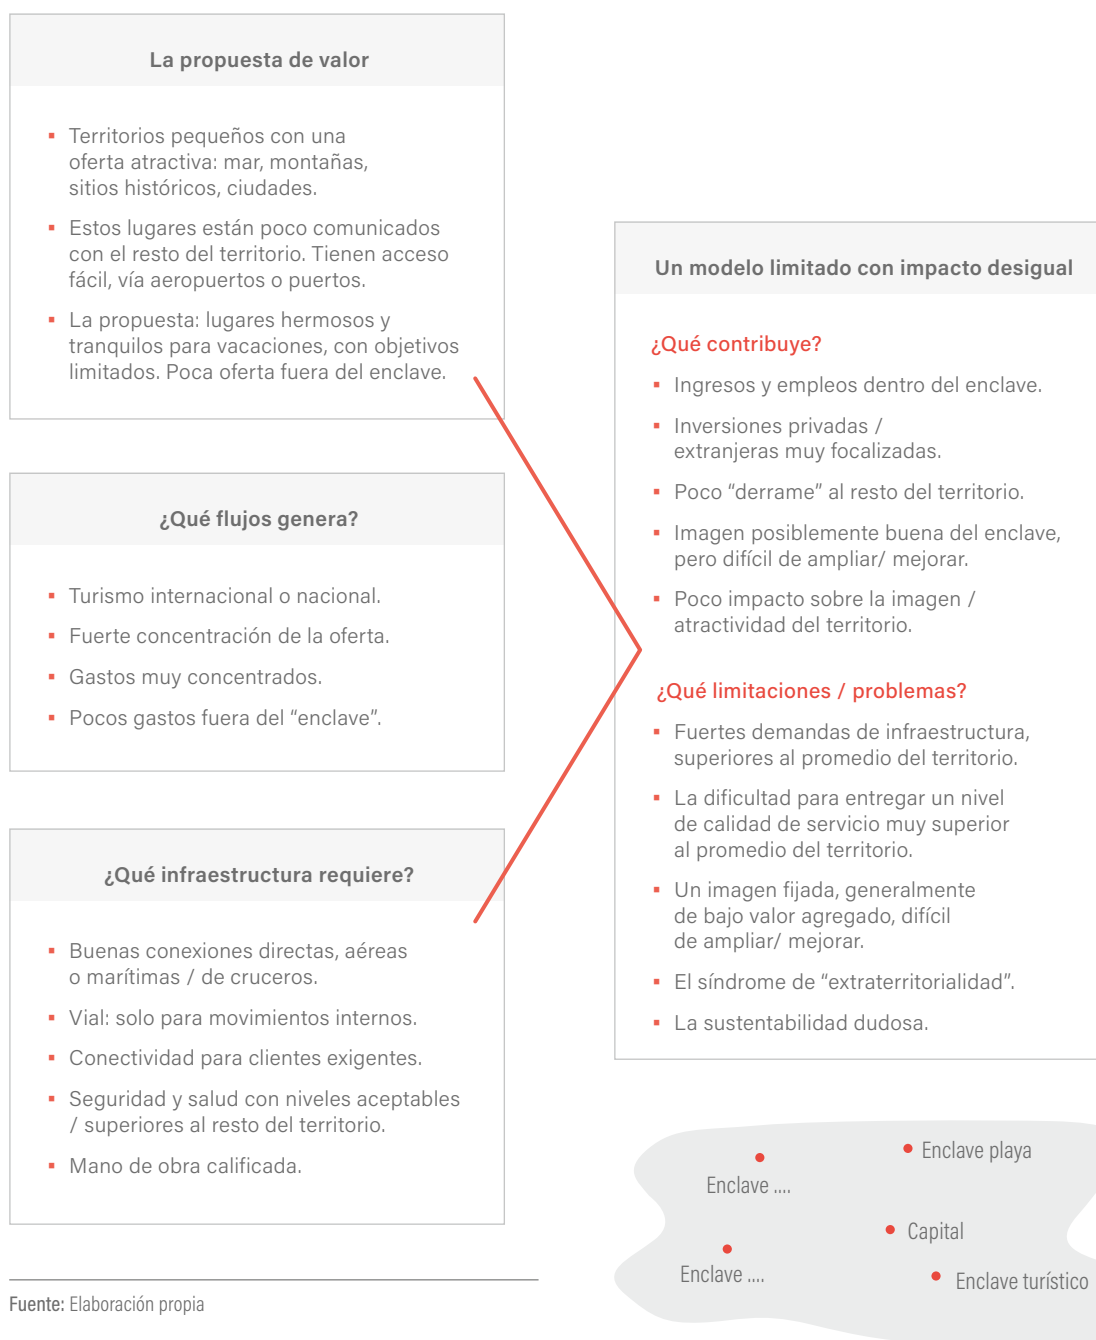 La propuesta de valor
▪ Territorios pequeños con una
oferta atractiva: mar, montañas,
sitios históricos, ciudades.
▪ Estos lugares están poco comunicados
con el resto del territorio. Tienen acceso
fácil, vía aeropuertos o puertos.
▪ La propuesta: lugares hermosos y
tranquilos para vacaciones, con objetivos
limitados. Poca oferta fuera del enclave.
¿Qué flujos genera?
▪ Turismo internacional o nacional.
▪ Fuerte concentración de la oferta.
▪ Gastos muy concentrados.
▪ Pocos gastos fuera del “enclave”.
¿Qué infraestructura requiere?
▪ Buenas conexiones directas, aéreas
o marítimas / de cruceros.
▪ Vial: solo para movimientos internos.
▪ Conectividad para clientes exigentes.
▪ Seguridad y salud con niveles aceptables
/ superiores al resto del territorio.
▪ Mano de obra calificada.
Un modelo limitado con impacto desigual
¿Qué contribuye?
▪ Ingresos y empleos dentro del enclave.
▪ Inversiones privadas /
extranjeras muy focalizadas.
▪ Poco “derrame” al resto del territorio.
▪ Imagen posiblemente buena del enclave,
pero difícil de ampliar/ mejorar.
▪ Poco impacto sobre la imagen /
atractividad del territorio.
¿Qué limitaciones / problemas?
▪ Fuertes demandas de infraestructura,
superiores al promedio del territorio.
▪ La dificultad para entregar un nivel
de calidad de servicio muy superior
al promedio del territorio.
▪ Un imagen fijada, generalmente
de bajo valor agregado, difícil
de ampliar/ mejorar.
▪ El síndrome de “extraterritorialidad”.
▪ La sustentabilidad dudosa.
Enclave playa
Enclave ....
Capital
Enclave ....
Enclave turístico
Fuente: Elaboración propia